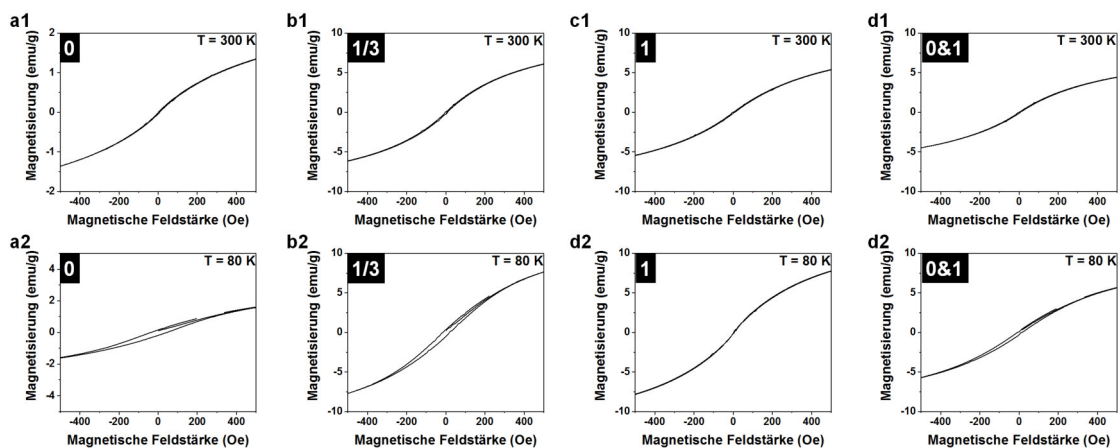 a1
0
T = 300 K
Magnetisierung (emu/g)
2
1
0
-1
-2
-400 -200 0 200 400
Magnetische Feldstärke (Oe)
b1
1/3
T = 300 K
Magnetisierung (emu/g)
10
5
0
-5
-10
-400 -200 0 200 400
Magnetische Feldstärke (Oe)
c1
1
T = 300 K
Magnetisierung (emu/g)
10
5
0
-5
-10
-400 -200 0 200 400
Magnetische Feldstärke (Oe)
d1
0&1
T = 300 K
Magnetisierung (emu/g)
10
5
0
-5
-10
-400 -200 0 200 400
Magnetische Feldstärke (Oe)
a2
0
T = 80 K
Magnetisierung (emu/g)
4
2
0
-2
-4
-400 -200 0 200 400
Magnetische Feldstärke (Oe)
b2
1/3
T = 80 K
Magnetisierung (emu/g)
10
5
0
-5
-10
-400 -200 0 200 400
Magnetische Feldstärke (Oe)
d2
1
T = 80 K
Magnetisierung (emu/g)
10
5
0
-5
-10
-400 -200 0 200 400
Magnetische Feldstärke (Oe)
d2
0&1
T = 80 K
Magnetisierung (emu/g)
10
5
0
-5
-10
-400 -200 0 200 400
Magnetische Feldstärke (Oe)